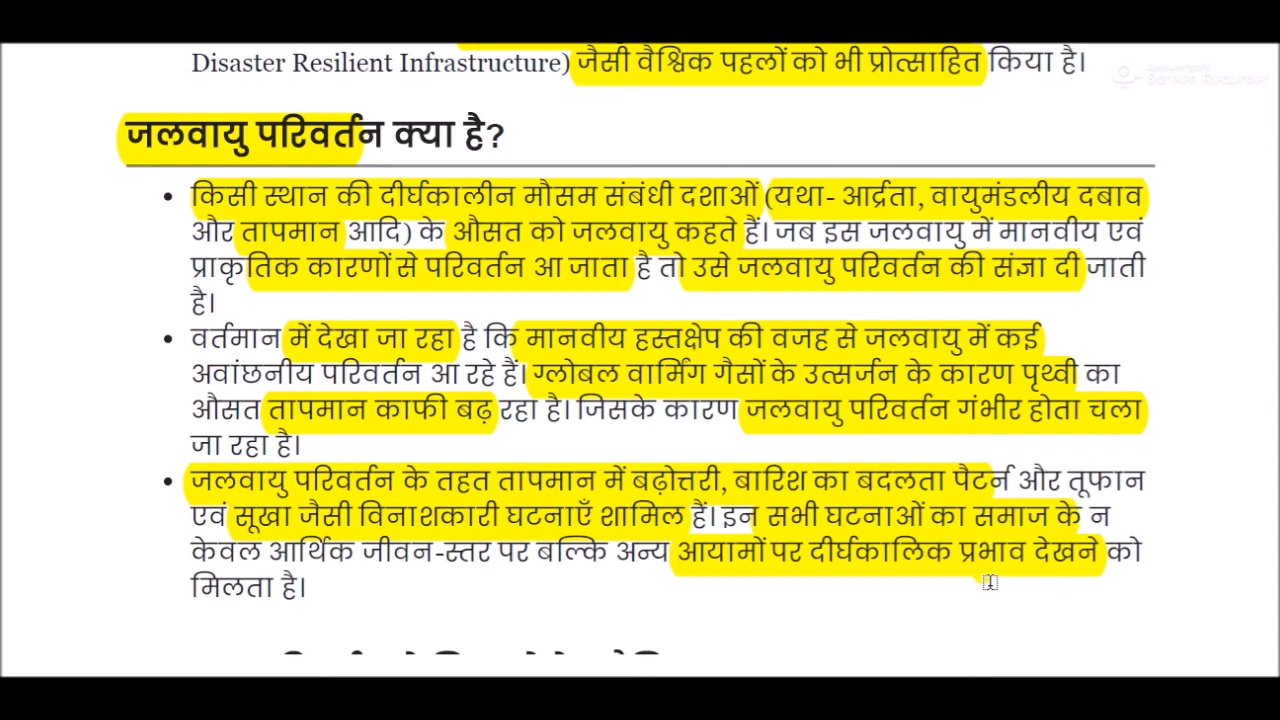 Disaster Resilient Infrastructure) जैसी वैश्विक पहलों को भी प्रोत्साहित किया है।
जलवायु परिवर्तन क्या है?
• किसी स्थान की दीर्घकालीन मौसम संबंधी दशाओं (यथा- आर्द्रता, वायुमंडलीय दबाव
और तापमान आदि) के औसत को जलवायु कहते हैं। जब इस जलवायु में मानवीय एवं
प्राकृतिक कारणों से परिवर्तन आ जाता है तो उसे जलवायु परिवर्तन की संज्ञा दी जाती
है।
• वर्तमान में देखा जा रहा है कि मानवीय हस्तक्षेप की वजह से जलवायु में कई
अवांछनीय परिवर्तन आ रहे हैं। ग्लोबल वार्मिंग गैसों के उत्सर्जन के कारण पृथ्वी का
औसत तापमान काफी बढ़ रहा है। जिसके कारण जलवायु परिवर्तन गंभीर होता चला
जा रहा है।
• जलवायु परिवर्तन के तहत तापमान में बढ़ोत्तरी, बारिश का बदलता पैटर्न और तूफान
एवं सूखा जैसी विनाशकारी घटनाएँ शामिल हैं। इन सभी घटनाओं का समाज के न
केवल आर्थिक जीवन-स्तर पर बल्कि अन्य आयामों पर दीर्घकालिक प्रभाव देखने को
मिलता है।